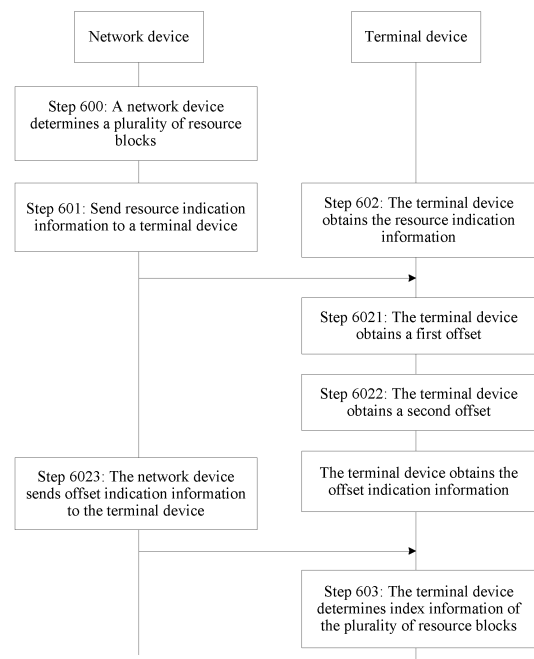 Network device
Terminal device
Step 600: A network device
determines a plurality of resource
blocks
Step 601: Send resource indication
information to a terminal device
Step 602: The terminal device
obtains the resource indication
information
Step 6021: The terminal device
obtains a first offset
Step 6022: The terminal device
obtains a second offset
Step 6023: The network device
sends offset indication information
to the terminal device
The terminal device obtains the
offset indication information
Step 603: The terminal device
determines index information of
the plurality of resource blocks